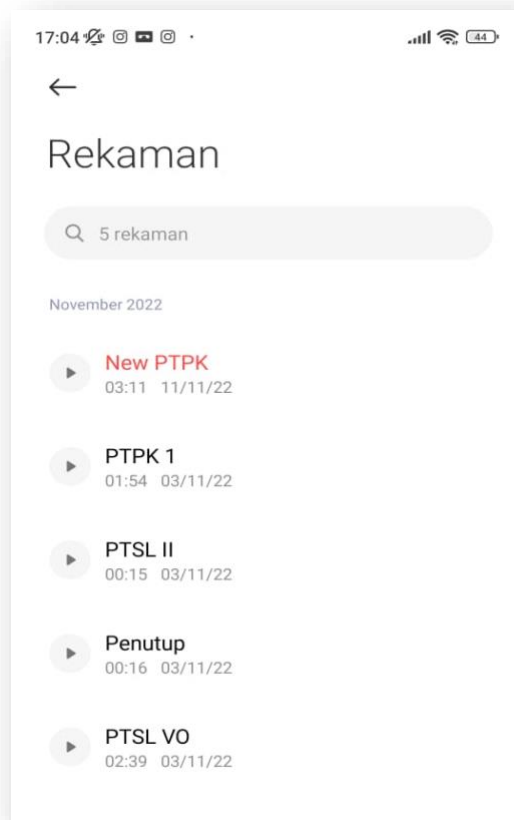 17:04
44
Rekaman
5 rekaman
November 2022
New PTPK
03:11 11/11/22
PTPK 1
01:54 03/11/22
PTSL II
00:15 03/11/22
Penutup
00:16 03/11/22
PTSL VO
02:39 03/11/22